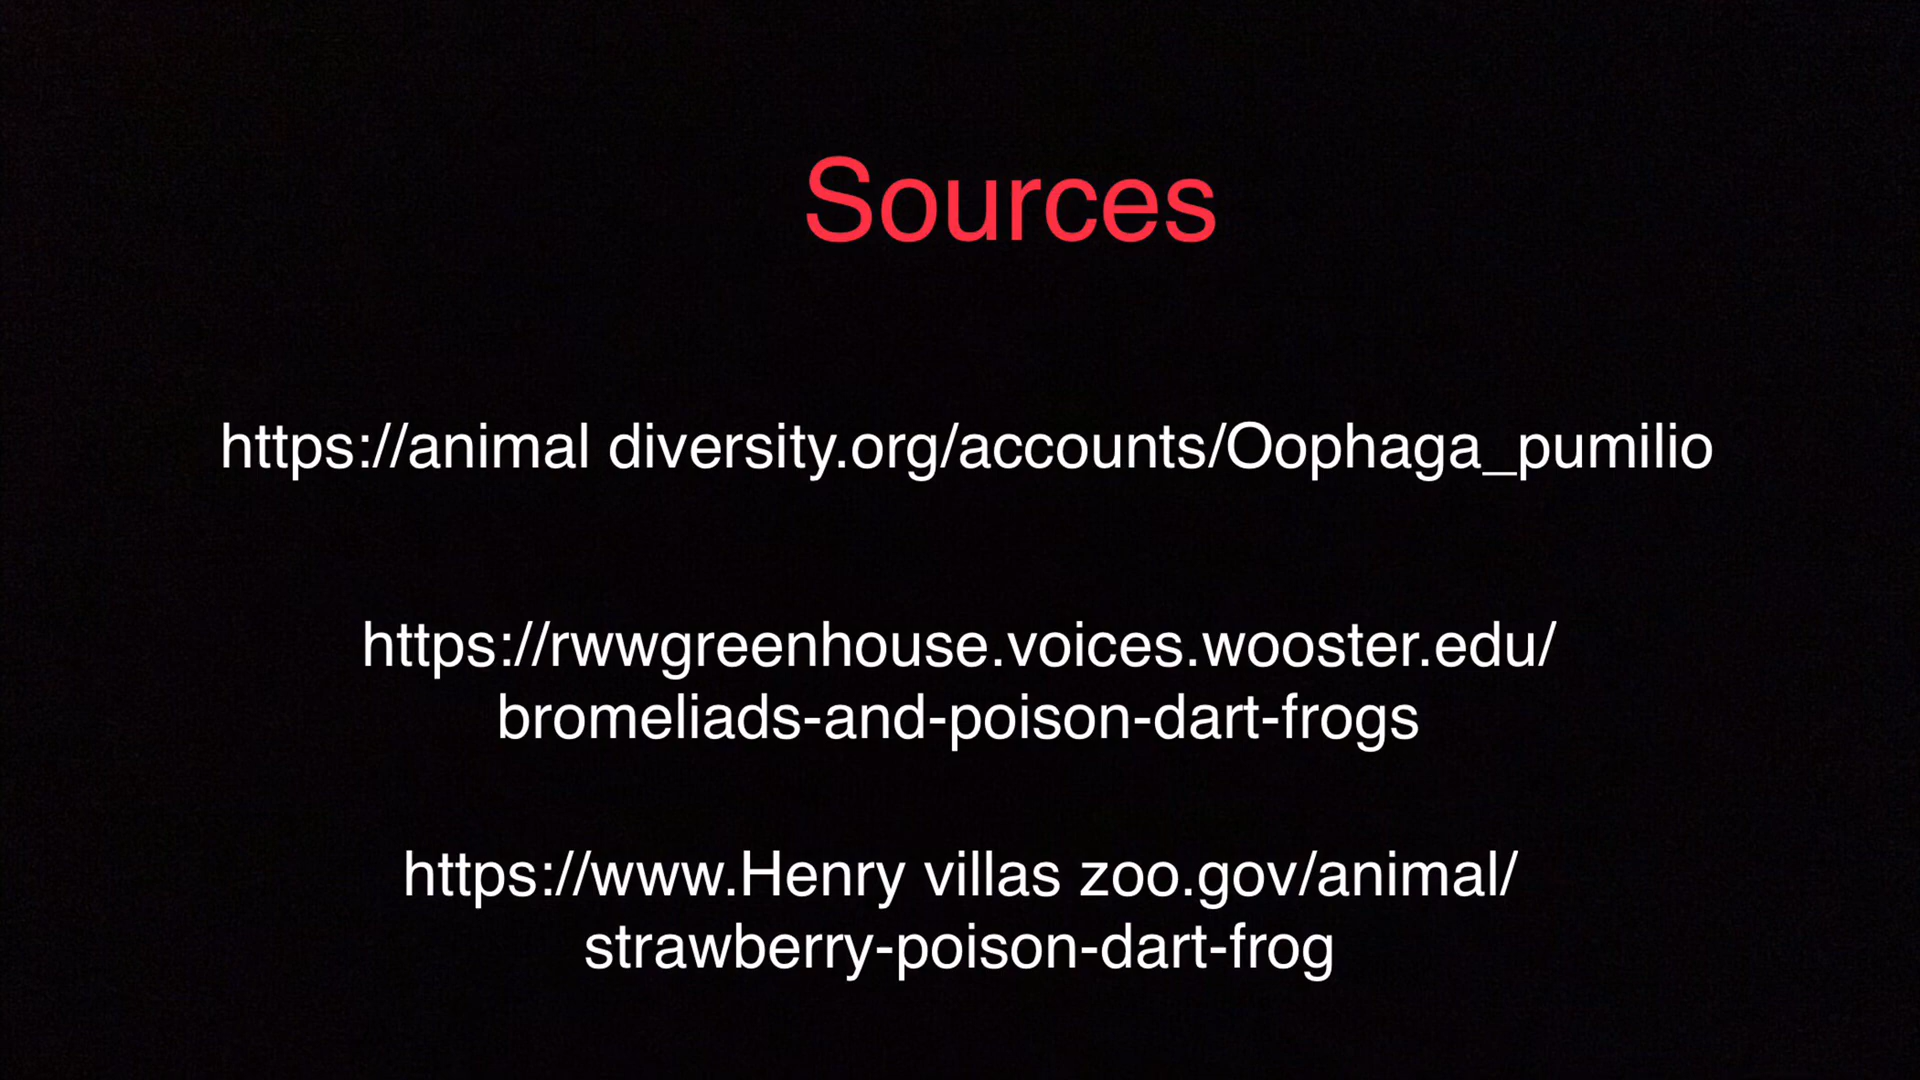 Sources
https://animal diversity.org/accounts/Oophaga_pumilio
https://rwwgreenhouse.voices.wooster.edu/
bromeliads-and-poison-dart-frogs
https://www.Henry villas zoo.gov/animal/
strawberry-poison-dart-frog